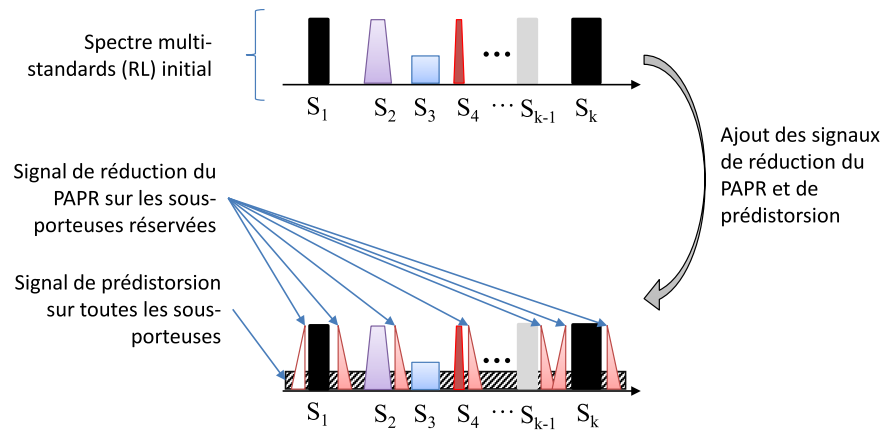 Spectre multi-
standards (RL) initial
S1 S2 S3 S4 ... Sk-1 Sk
Ajout des signaux
de réduction du
PAPR et de
prédistorsion
Signal de réduction du
PAPR sur les sous-
porteuses réservées
Signal de prédistorsion
sur toutes les sous-
porteuses
S1 S2 S3 S4 ... Sk-1 Sk